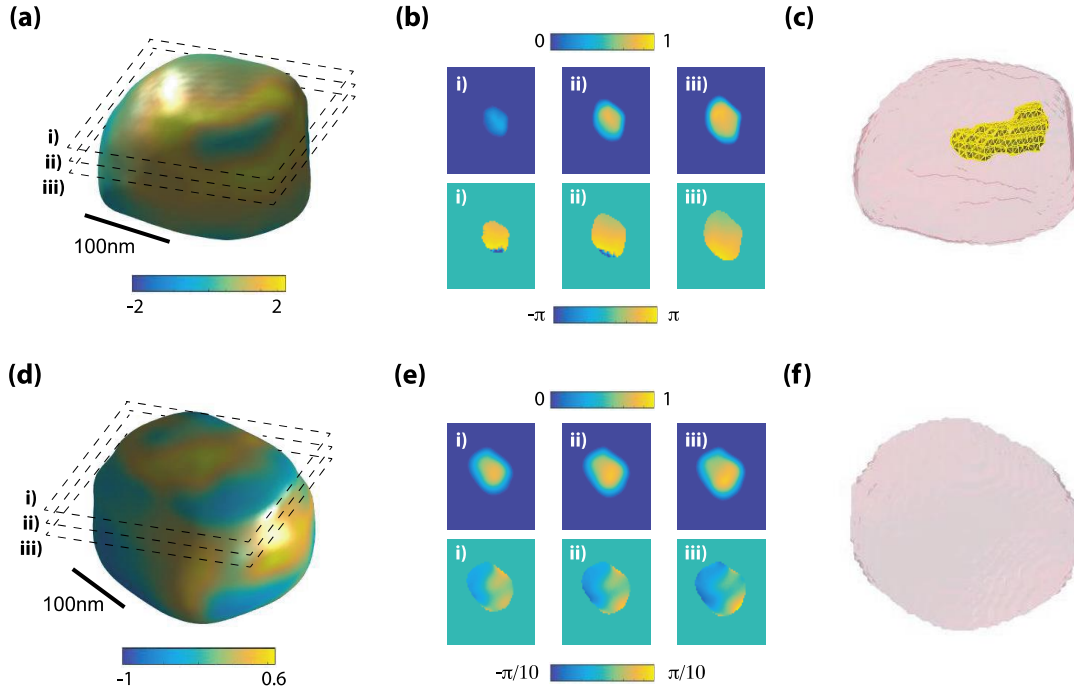 (a)
i)
ii)
iii)
100nm
-2 2
(b)
0 1
i) ii) iii)
i) ii) iii)
-π π
(c)
(d)
i)
ii)
iii)
100nm
-1 0.6
(e)
0 1
i) ii) iii)
i) ii) iii)
-π/10 π/10
(f)